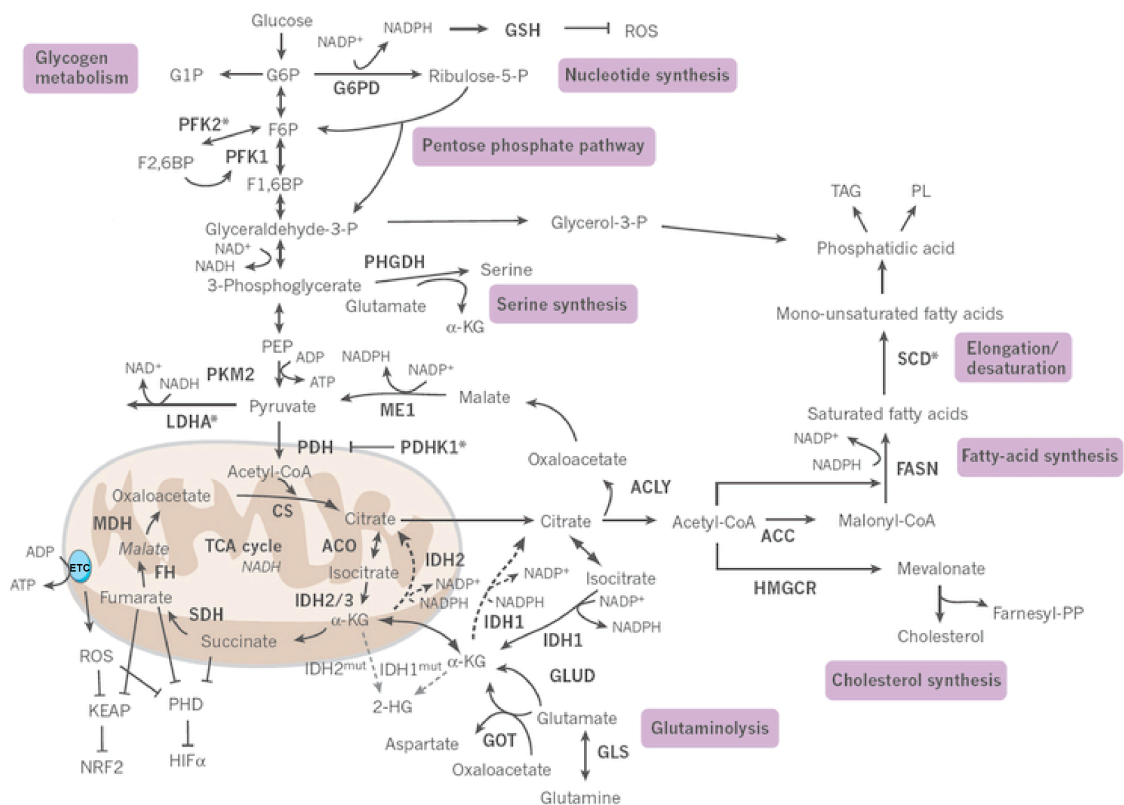 Glucose
NADP⁺
NADPH
GSH
ROS
Glycogen
metabolism
G1P
G6P
G6PD
Ribulose-5-P
Nucleotide synthesis
PFK2*
F6P
Pentose phosphate pathway
F2,6BP
PFK1
F1,6BP
TAG
PL
Glyceraldehyde-3-P
Glycerol-3-P
Phosphatidic acid
NAD⁺
NADH
PHGDH
Serine
3-Phosphoglycerate
Glutamate
Serine synthesis
α-KG
Mono-unsaturated fatty acids
PEP
ADP
ATP
NADPH
NADP⁺
SCD*
Elongation/
desaturation
NAD⁺
NADH
PKM2
LDHA*
Pyruvate
ME1
Malate
Saturated fatty acids
PDH
PDHK1*
NADP⁺
NADPH
FASN
Fatty-acid synthesis
Acetyl-CoA
Oxaloacetate
Oxaloacetate
CS
Citrate
ACLY
Citrate
Acetyl-CoA
ACC
Malonyl-CoA
MDH
Malate
TCA cycle
NADH
ACO
IDH2
ADP
ETC
ATP
FH
Isocitrate
NADP⁺
NADPH
NADP⁺
NADPH
IDH1
Isocitrate
NADP⁺
NADPH
IDH1
HMGCR
Mevalonate
Farnesyl-PP
Cholesterol
Cholesterol synthesis
Fumarate
SDH
IDH2/3
α-KG
Succinate
ROS
IDH2ᵐᵘᵗ
IDH1ᵐᵘᵗ
α-KG
GLUD
KEAP
PHD
2-HG
Glutamate
Glutaminolysis
NRF2
HIFα
Aspartate
GOT
GLS
Oxaloacetate
Glutamine